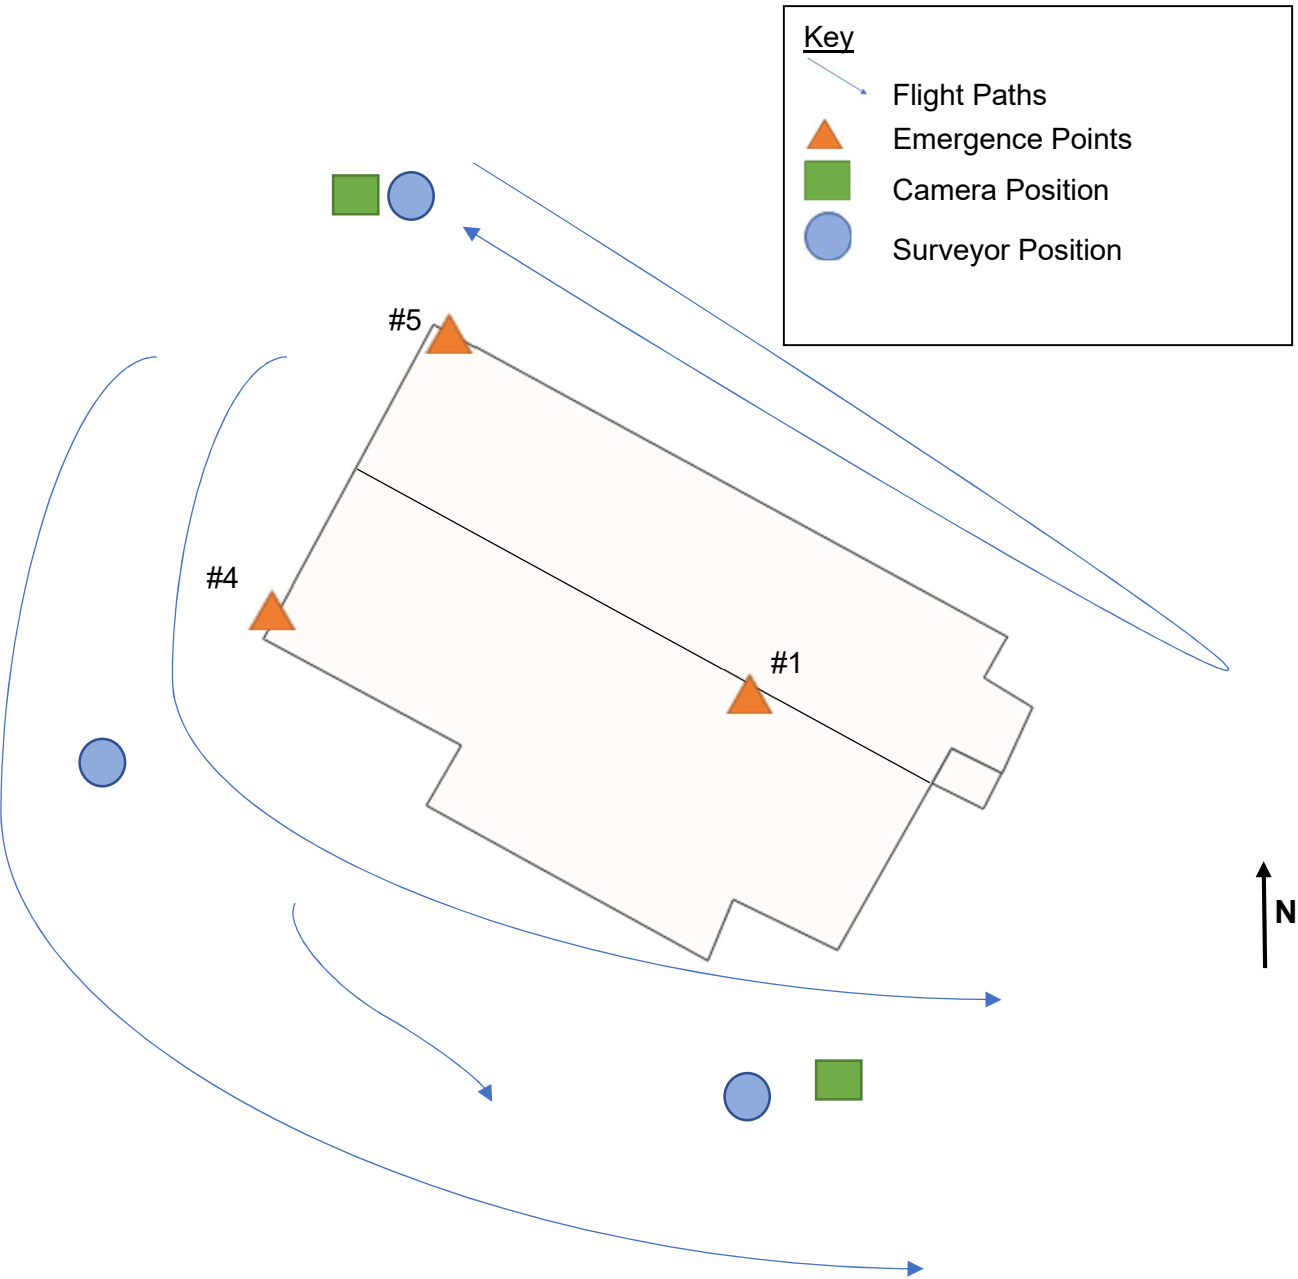 Key
Flight Paths
Emergence Points
Camera Position
Surveyor Position
#5
#4
#1
N